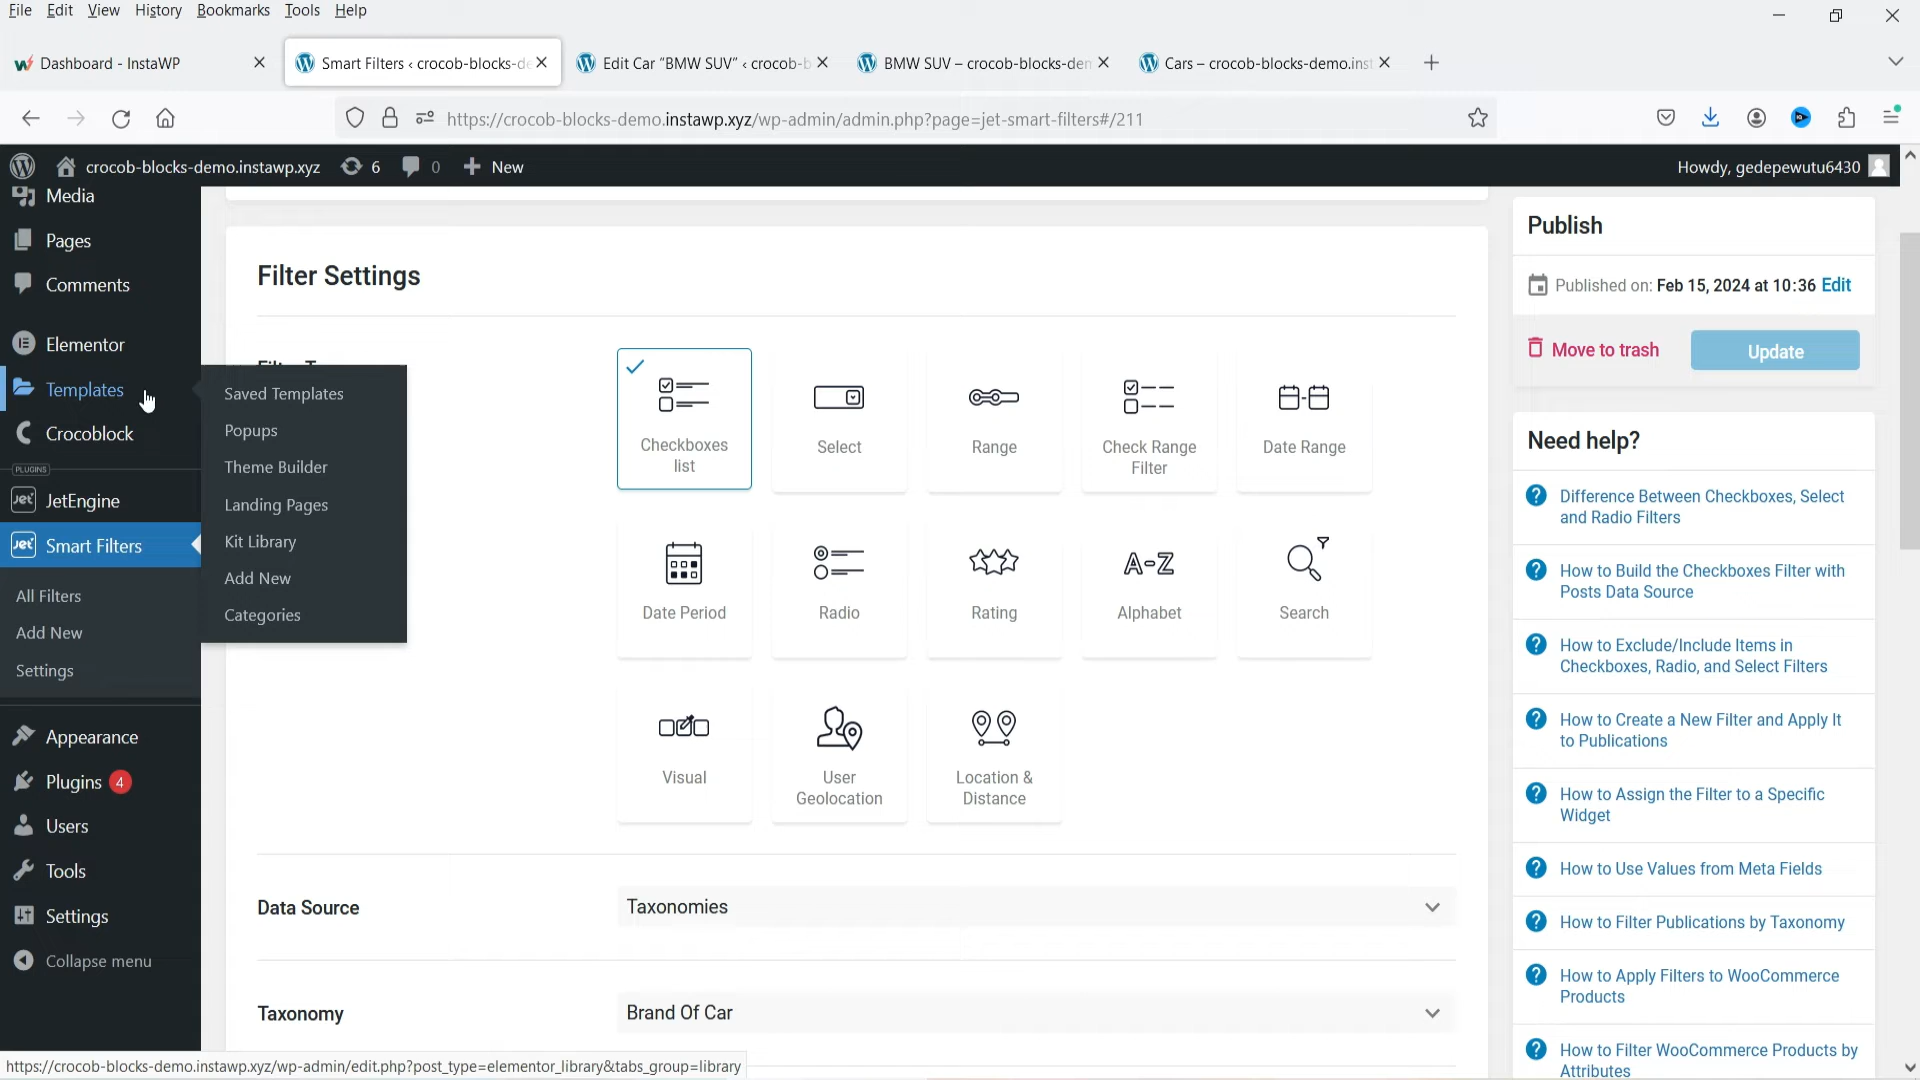 File Edit View History Bookmarks Tools Help
Dashboard - InstaWP
Smart Filters ‹ crocob-blocks-de
Edit Car "BMW SUV" ‹ crocob-b
BMW SUV – crocob-blocks-den
Cars – crocob-blocks-demo.inst
https://crocob-blocks-demo.instawp.xyz/wp-admin/admin.php?page=jet-smart-filters#/211
crocob-blocks-demo.instawp.xyz 6 0 New
Howdy, gedepewutu6430
Media
Pages
Comments
Elementor
Templates
Crocoblock
PLUGINS
Jet JetEngine
Jet Smart Filters
All Filters
Add New
Settings
Appearance
Plugins 4
Users
Tools
Settings
Collapse menu
Saved Templates
Popups
Theme Builder
Landing Pages
Kit Library
Add New
Categories
Filter Settings
Checkboxes
list
Select
Range
Check Range
Filter
Date Range
Date Period
Radio
Rating
A-Z
Alphabet
Search
Visual
User
Geolocation
Location &
Distance
Data Source
Taxonomies
Taxonomy
Brand Of Car
Publish
Published on: Feb 15, 2024 at 10:36 Edit
Move to trash
Update
Need help?
Difference Between Checkboxes, Select
and Radio Filters
How to Build the Checkboxes Filter with
Posts Data Source
How to Exclude/Include Items in
Checkboxes, Radio, and Select Filters
How to Create a New Filter and Apply It
to Publications
How to Assign the Filter to a Specific
Widget
How to Use Values from Meta Fields
How to Filter Publications by Taxonomy
How to Apply Filters to WooCommerce
Products
How to Filter WooCommerce Products by
Attributes
https://crocob-blocks-demo.instawp.xyz/wp-admin/edit.php?post_type=elementor_library&tabs_group=library